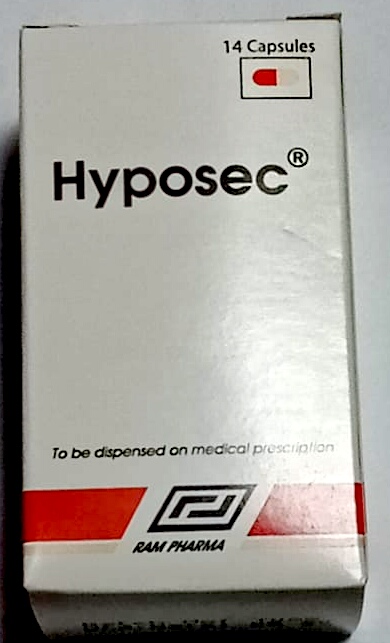 14 Capsules
Hyposec®
To be dispensed on medical prescription
RAM PHARMA